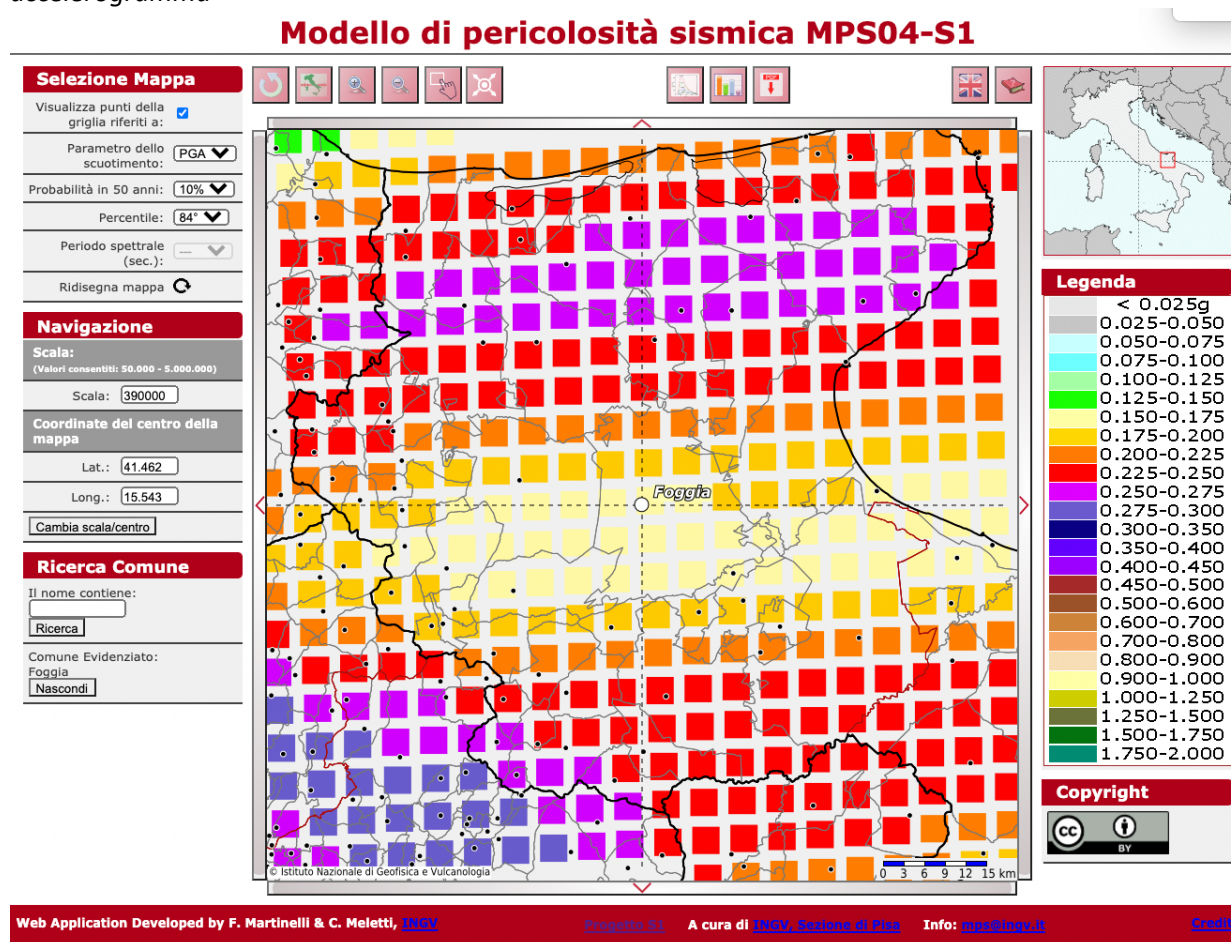 accelerogramma
Modello di pericolosità sismica MPS04-S1
Selezione Mappa
Visualizza punti della
griglia riferiti a:
Parametro dello
scuotimento:
PGA
Probabilità in 50 anni:
10%
Percentile:
84°
Periodo spettrale
(sec.):
---
Ridisegna mappa
Navigazione
Scala:
(Valori consentiti: 50.000 - 5.000.000)
Scala:
390000
Coordinate del centro della
mappa
Lat.:
41.462
Long.:
15.543
Cambia scala/centro
Ricerca Comune
Il nome contiene:
Ricerca
Comune Evidenziato:
Foggia
Nascondi
PDF
Foggia
© Istituto Nazionale di Geofisica e Vulcanologia
0 3 6 9 12 15 km
Legenda
< 0.025g
0.025-0.050
0.050-0.075
0.075-0.100
0.100-0.125
0.125-0.150
0.150-0.175
0.175-0.200
0.200-0.225
0.225-0.250
0.250-0.275
0.275-0.300
0.300-0.350
0.350-0.400
0.400-0.450
0.450-0.500
0.500-0.600
0.600-0.700
0.700-0.800
0.800-0.900
0.900-1.000
1.000-1.250
1.250-1.500
1.500-1.750
1.750-2.000
Copyright
cc
BY
Web Application Developed by F. Martinelli & C. Meletti, INGV
Progetto S1
A cura di INGV, Sezione di Pisa
Info: mps@ingv.it